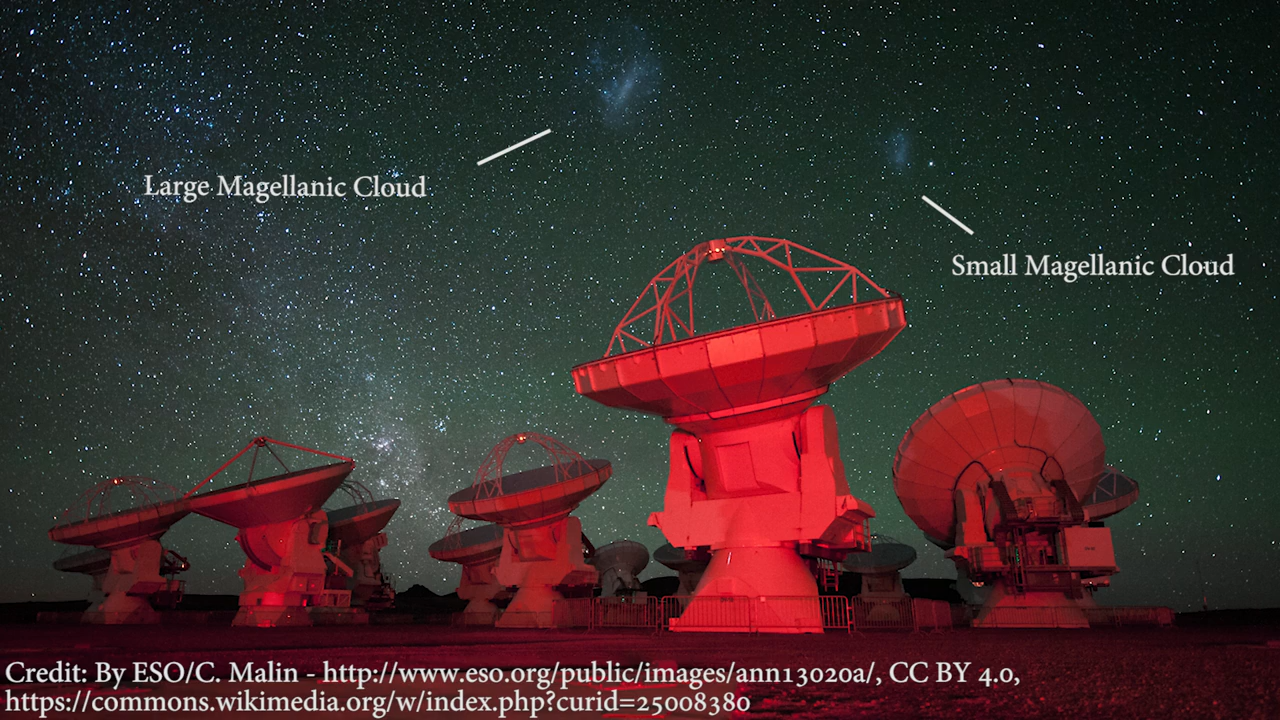 Large Magellanic Cloud
Small Magellanic Cloud
Credit: By ESO/C. Malin - http://www.eso.org/public/images/ann13020a/, CC BY 4.0,
https://commons.wikimedia.org/w/index.php?curid=25008380